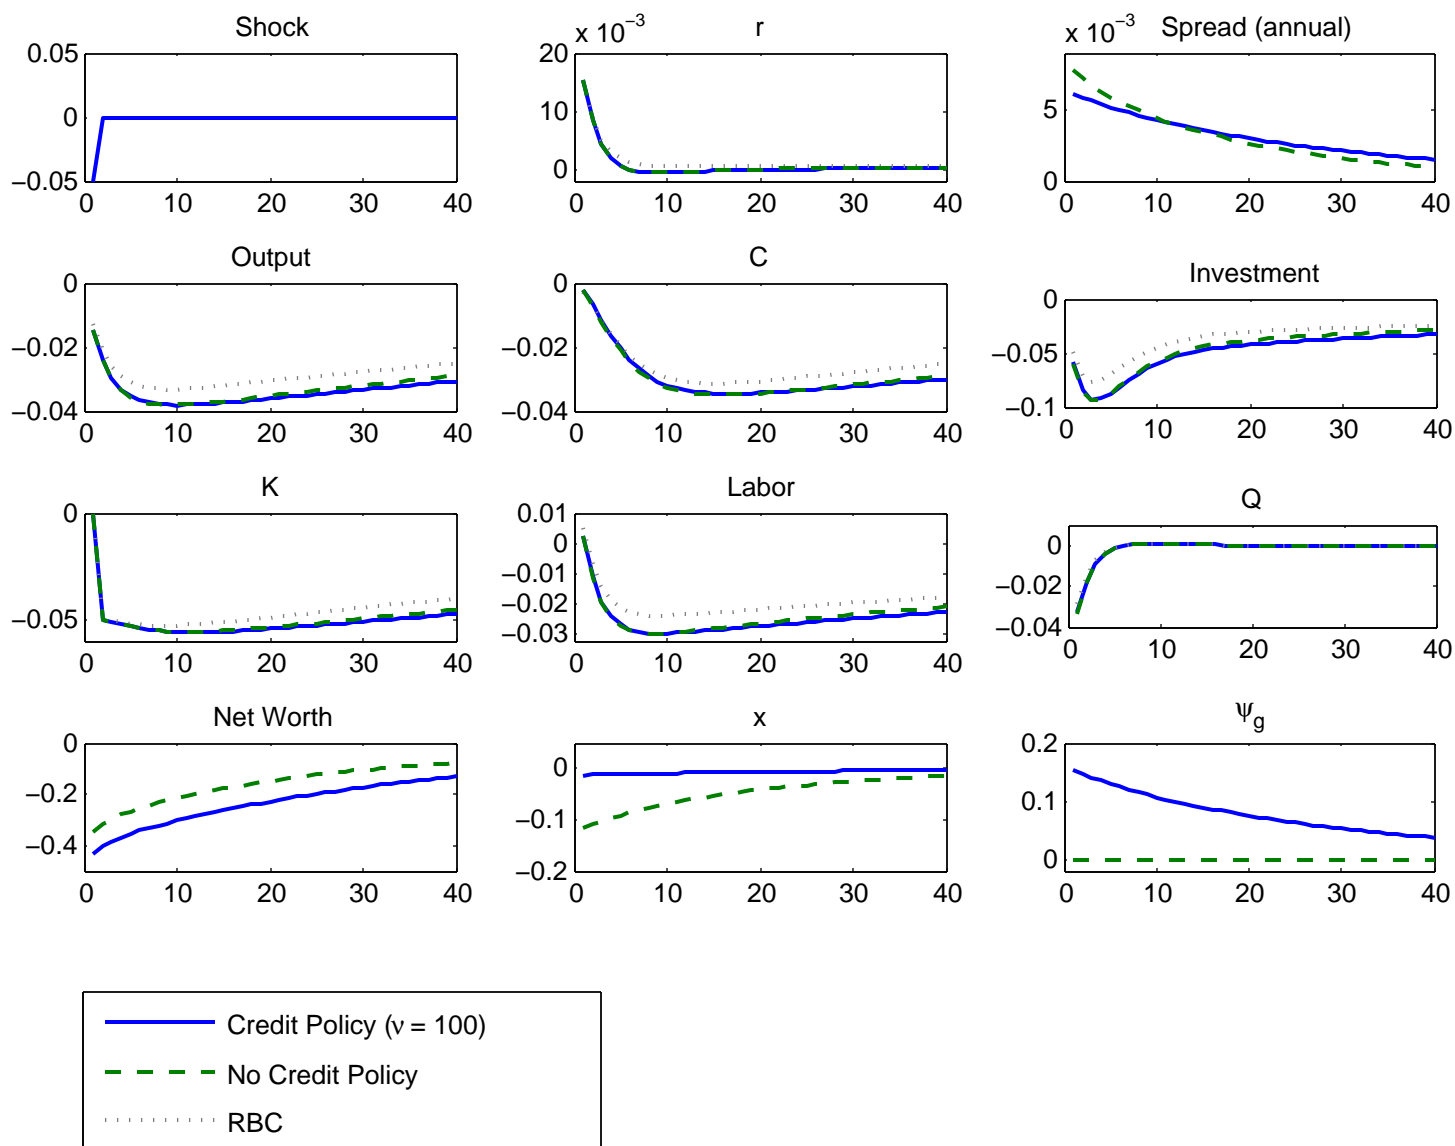 Shock
0.05
0
−0.05
0 10 20 30 40
x 10⁻³ r
20
10
0
0 10 20 30 40
x 10⁻³ Spread (annual)
5
0
0 20 40
Output
0
−0.02
−0.04
0 10 20 30 40
C
0
−0.02
−0.04
0 10 20 30 40
Investment
0
−0.05
−0.1
0 10 20 30 40
K
0
−0.05
0 10 20 30 40
Labor
0.01
0
−0.01
−0.02
−0.03
0 10 20 30 40
Q
0
−0.02
−0.04
0 10 20 30 40
Net Worth
0
−0.2
−0.4
0 10 20 30 40
x
0
−0.1
−0.2
0 10 20 30 40
ψg
0.2
0.1
0
0 10 20 30 40
Credit Policy (ν = 100)
No Credit Policy
RBC